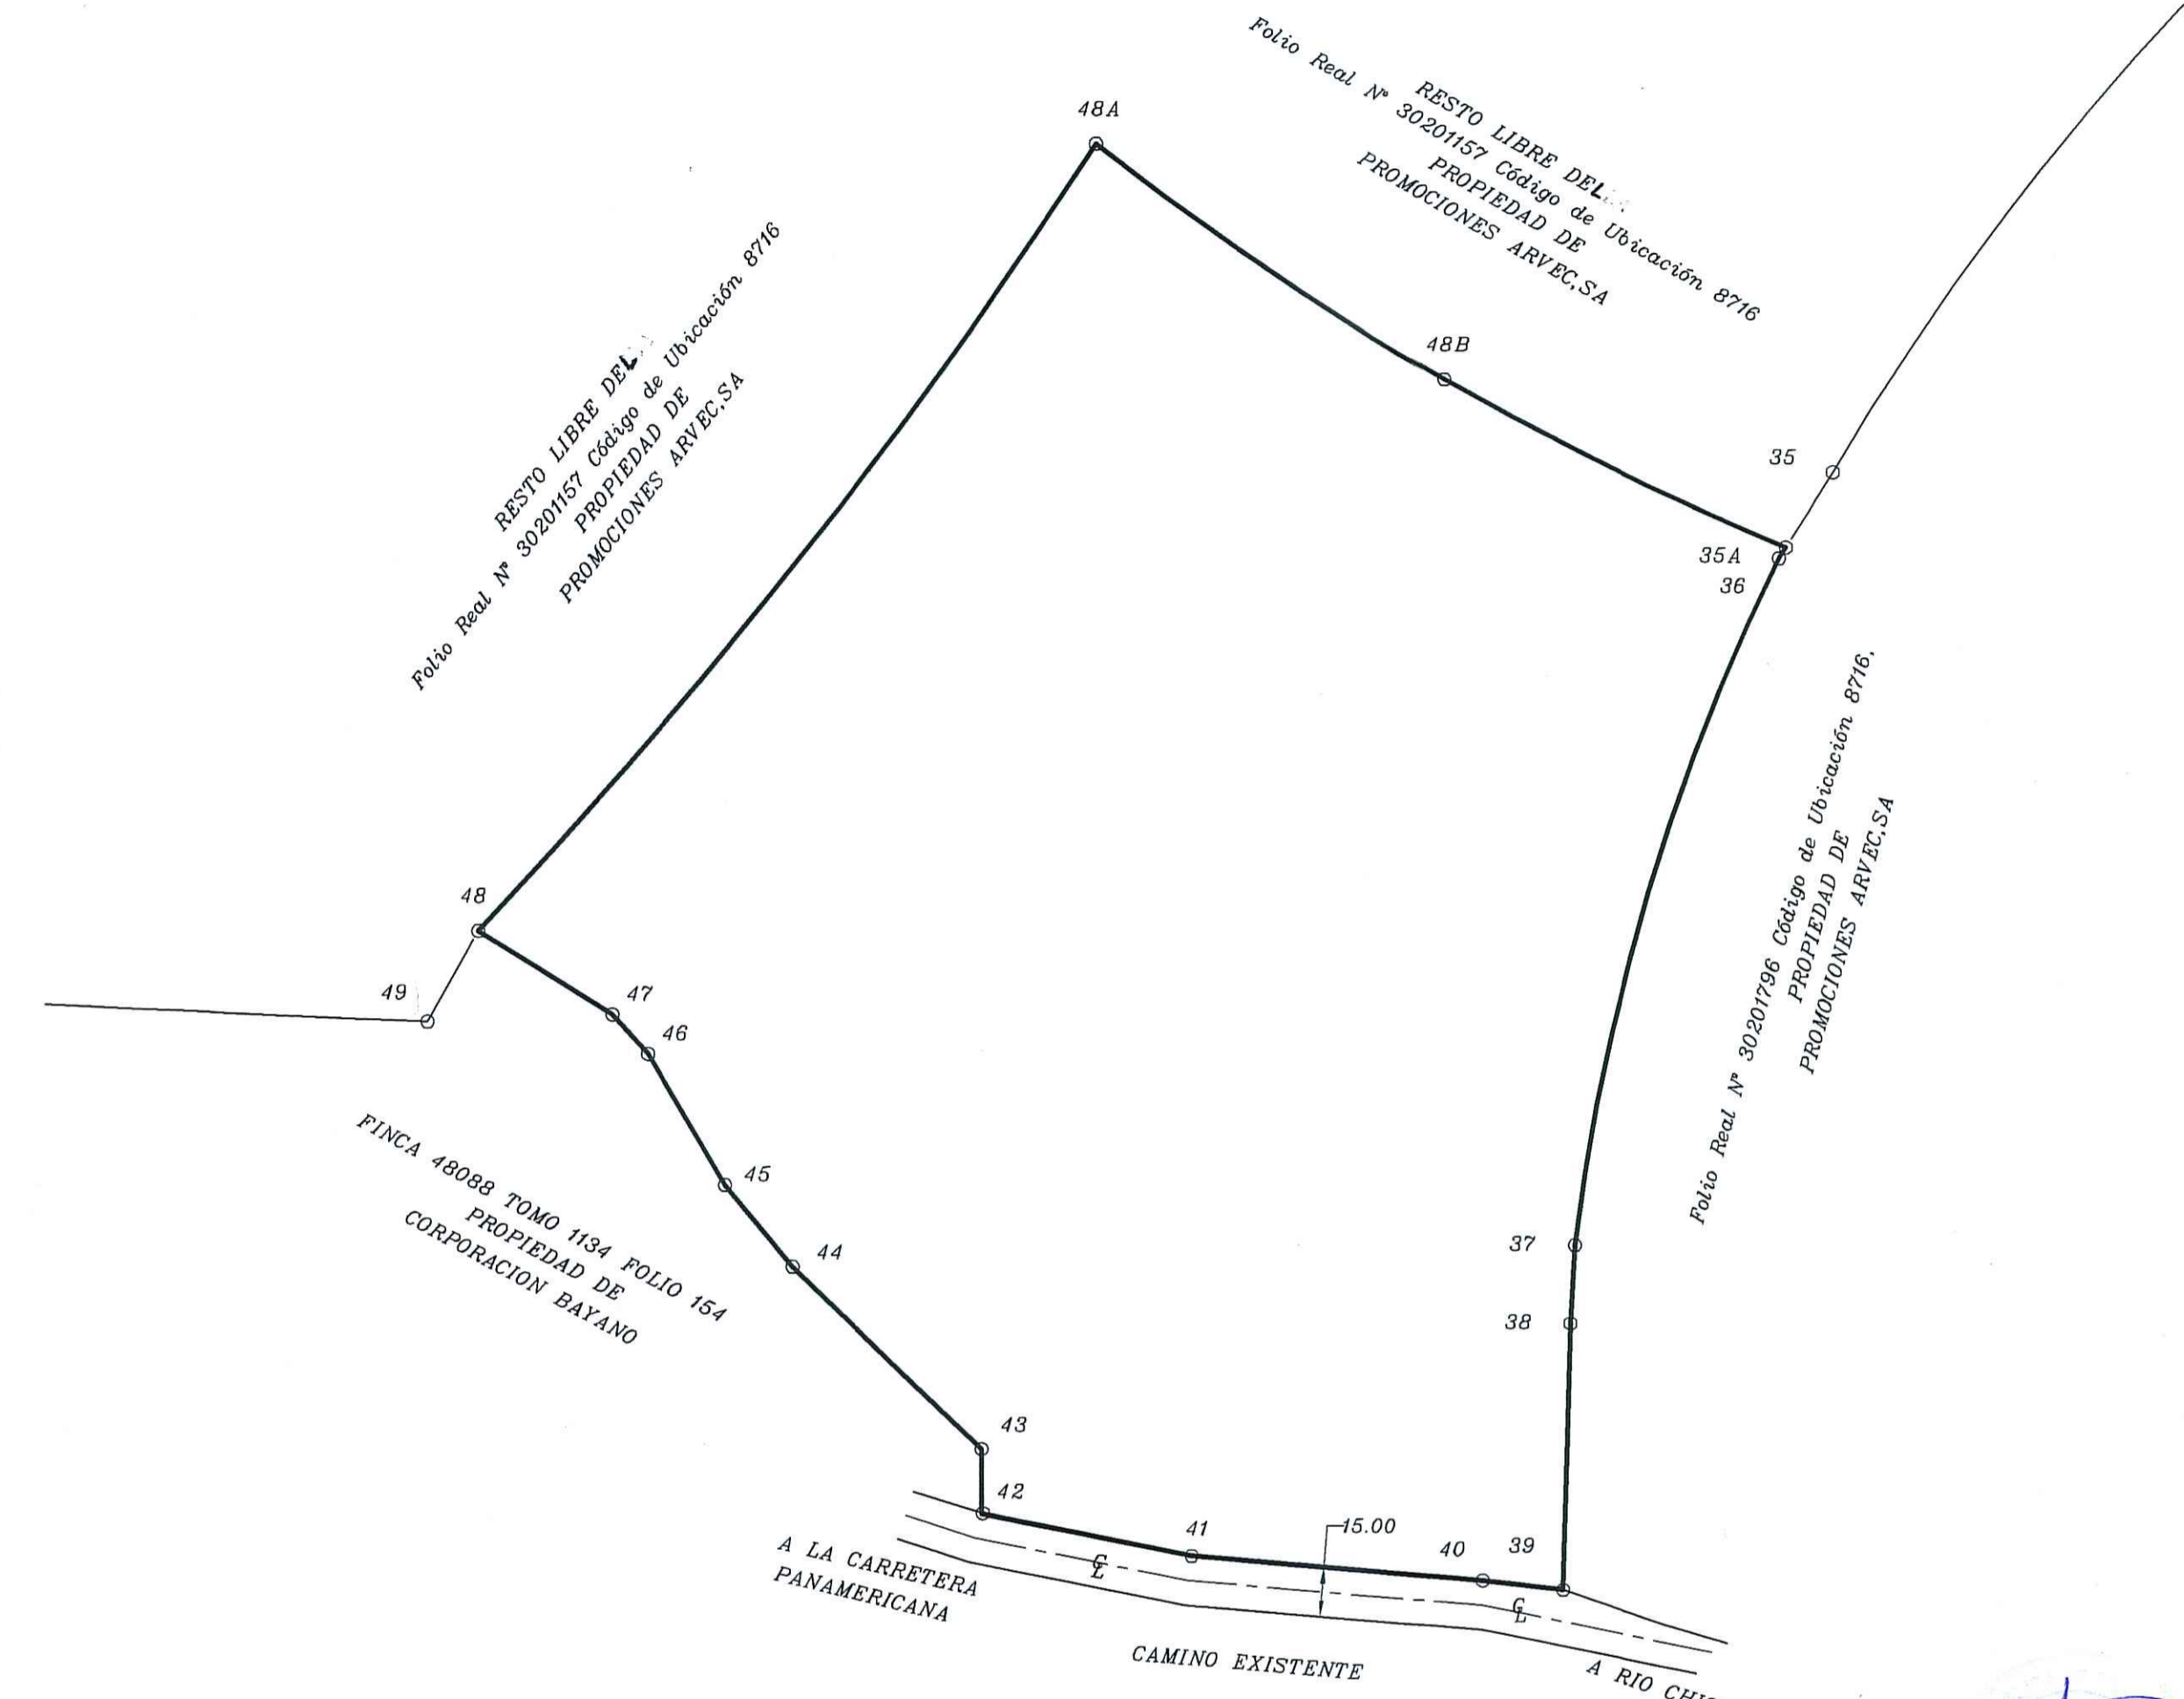 48A
RESTO LIBRE DEL
Folio Real Nº 30201157 Código de Ubicación 8716
PROPIEDAD DE
PROMOCIONES ARVEC,SA
48B
35
35A
36
RESTO LIBRE DEL
Folio Real Nº 30201157 Código de Ubicación 8716
PROPIEDAD DE
PROMOCIONES ARVEC,SA
Folio Real Nº 30201796 Código de Ubicación 8716,
PROPIEDAD DE
PROMOCIONES ARVEC,SA
48
49
47
46
45
44
FINCA 48088 TOMO 1134 FOLIO 154
PROPIEDAD DE
CORPORACION BAYANO
37
38
43
42
41
15.00
40
39
CL
CL
A LA CARRETERA
PANAMERICANA
CAMINO EXISTENTE
A RIO